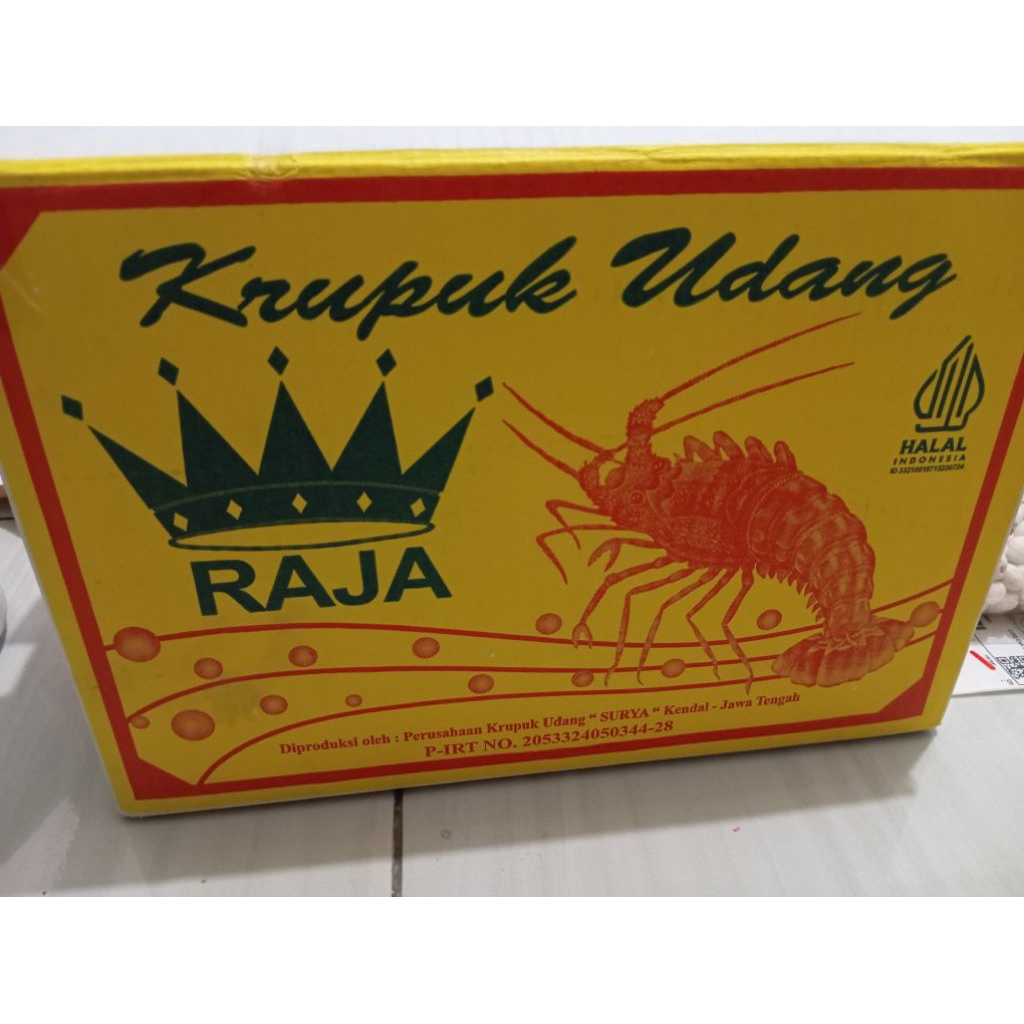 Krupuk Udang
RAJA
HALAL
INDONESIA
Diproduksi oleh : Perusahaan Krupuk Udang " SURYA " Kendal - Jawa Tengah
P-IRT NO. 2053324050344-28